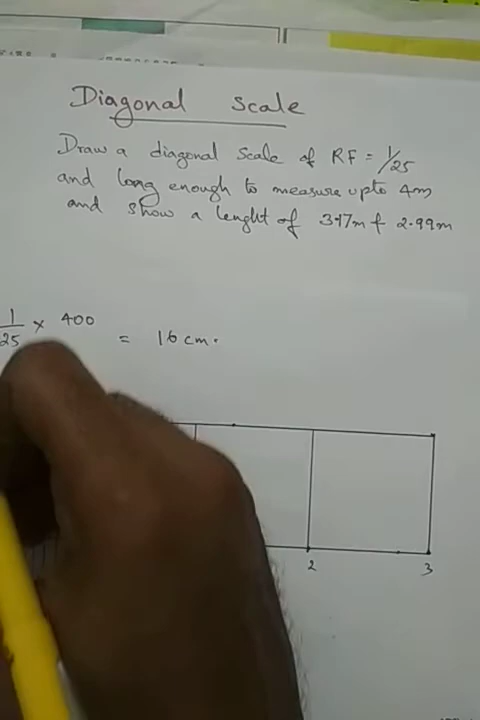 Diagonal scale
Draw a diagonal Scale of RF = 1/25
and long enough to measure upto 4m
and show a lenght of 3.97m & 2.99m
1/25 × 400 = 16 cm.
2 3